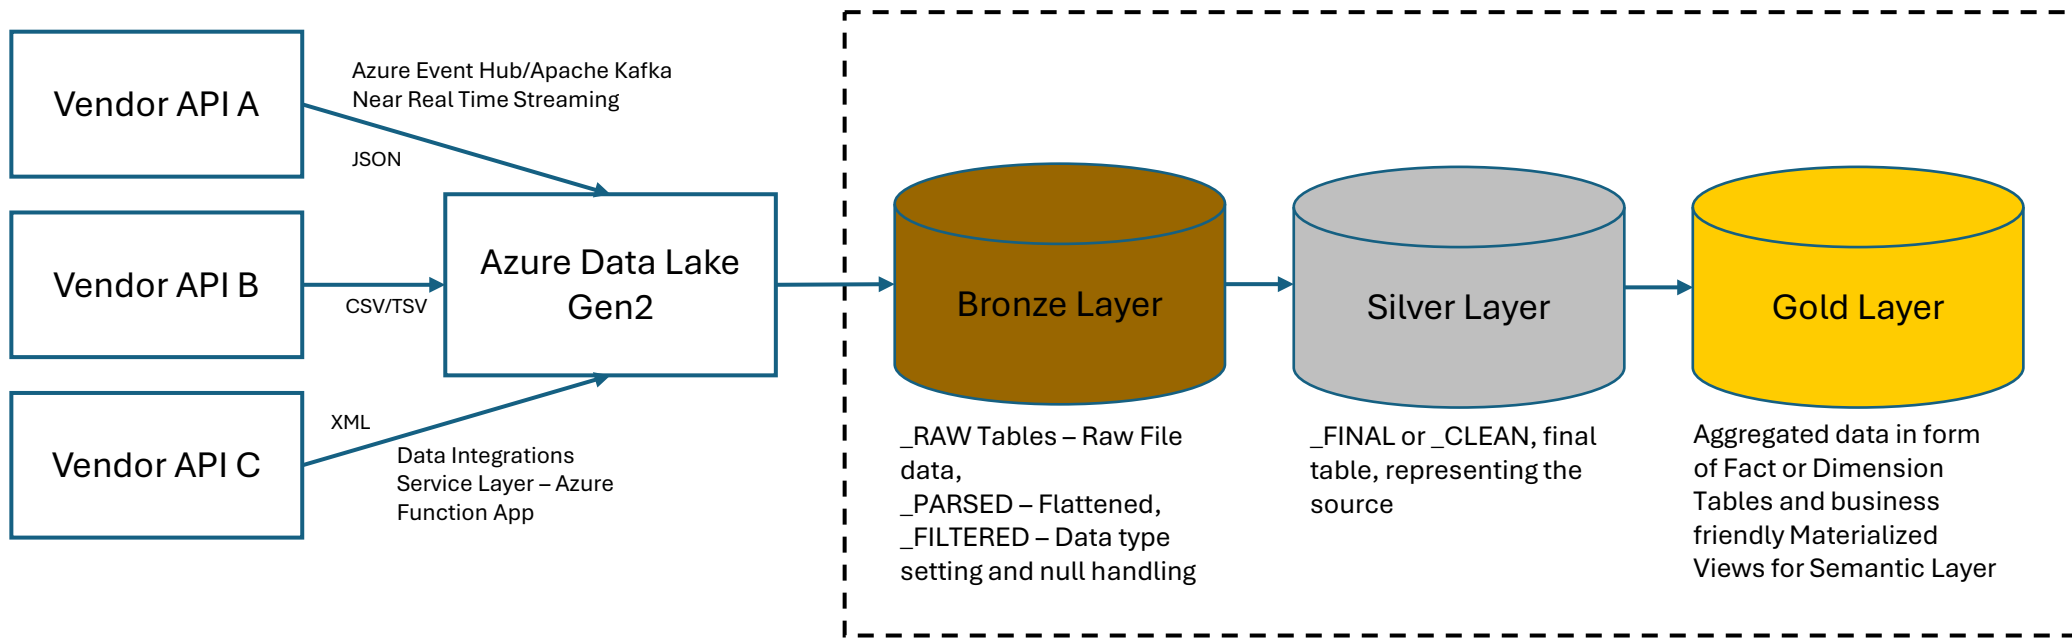 Vendor API A
Azure Event Hub/Apache Kafka
Near Real Time Streaming
JSON
Vendor API B
CSV/TSV
Azure Data Lake
Gen2
Vendor API C
XML
Data Integrations
Service Layer – Azure
Function App
Bronze Layer
_RAW Tables – Raw File
data,
_PARSED – Flattened,
_FILTERED – Data type
setting and null handling
Silver Layer
_FINAL or _CLEAN, final
table, representing the
source
Gold Layer
Aggregated data in form
of Fact or Dimension
Tables and business
friendly Materialized
Views for Semantic Layer